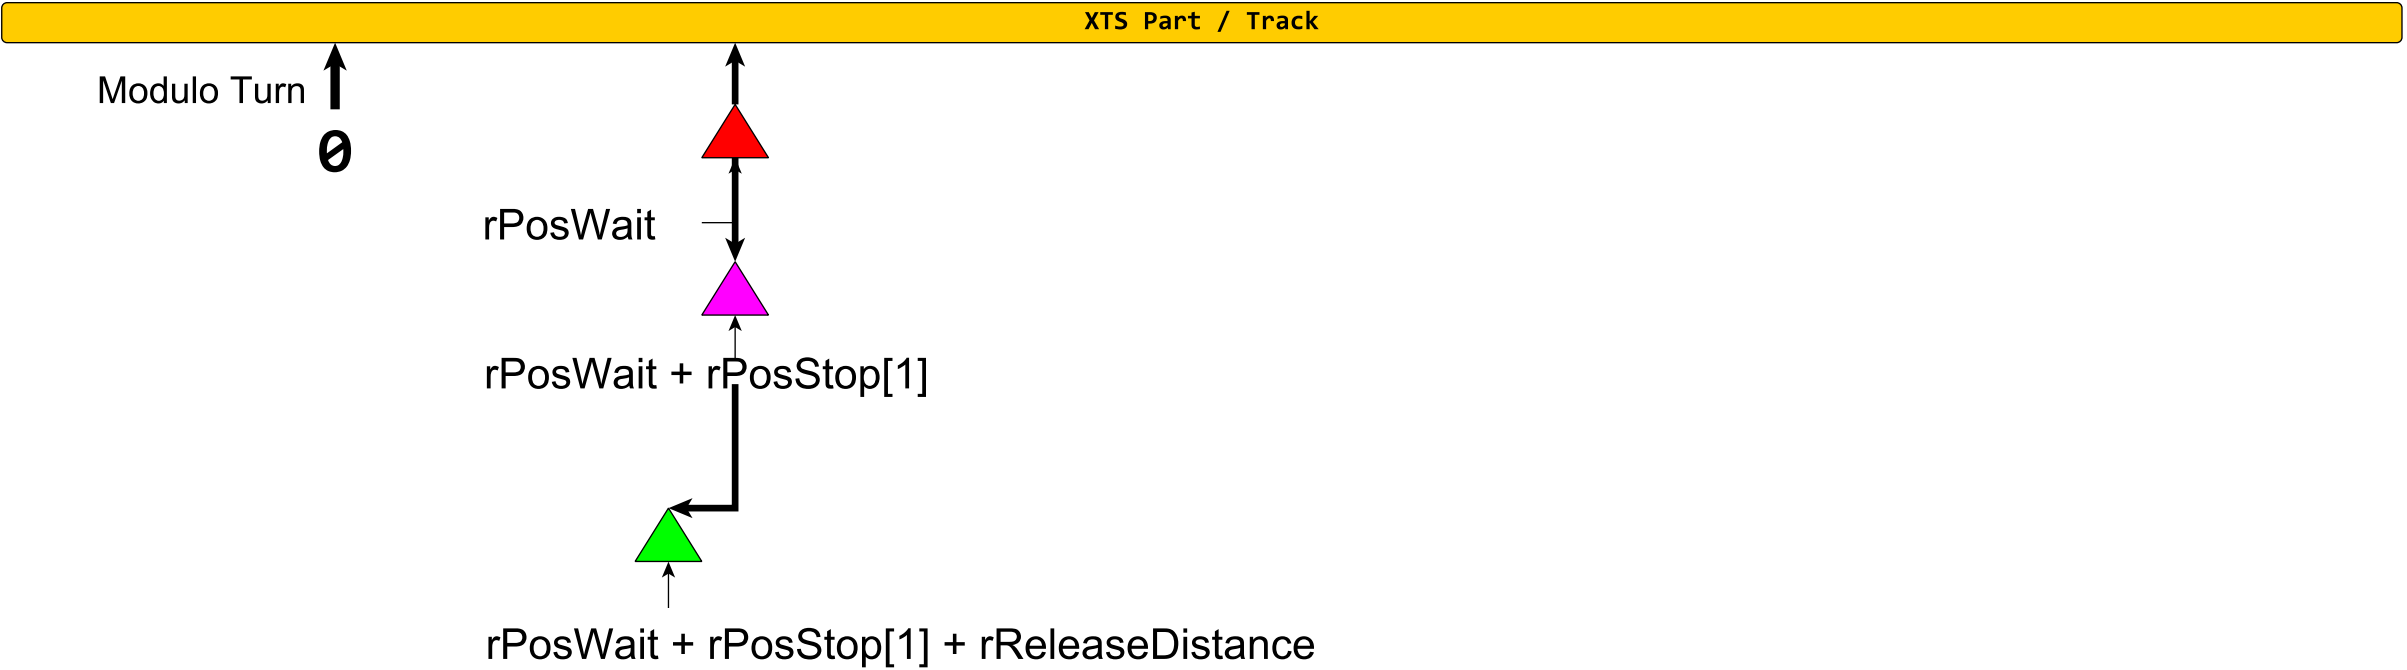 XTS Part / Track
Modulo Turn
0
rPosWait
rPosWait + rPosStop[1]
rPosWait + rPosStop[1] + rReleaseDistance